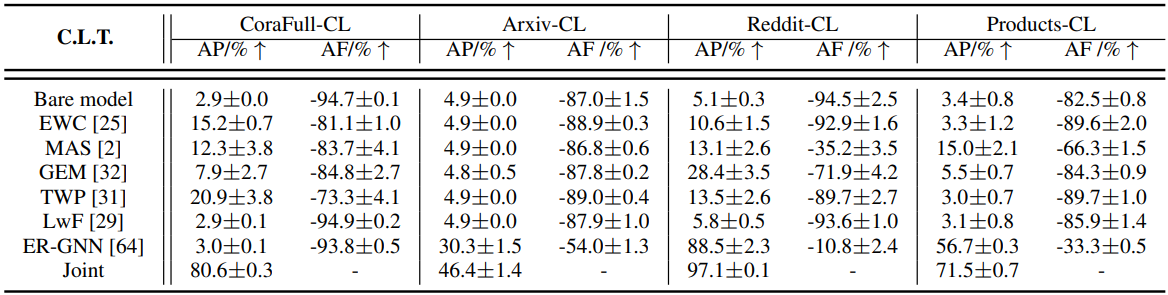 C.L.T. CoraFull-CL Arxiv-CL Reddit-CL Products-CL
AP/% ↑ AF/% ↑ AP/% ↑ AF /% ↑ AP/% ↑ AF/% ↑ AP/% ↑ AF/% ↑
Bare model 2.9±0.0 -94.7±0.1 4.9±0.0 -87.0±1.5 5.1±0.3 -94.5±2.5 3.4±0.8 -82.5±0.8
EWC [25] 15.2±0.7 -81.1±1.0 4.9±0.0 -88.9±0.3 10.6±1.5 -92.9±1.6 3.3±1.2 -89.6±2.0
MAS [2] 12.3±3.8 -83.7±4.1 4.9±0.0 -86.8±0.6 13.1±2.6 -35.2±3.5 15.0±2.1 -66.3±1.5
GEM [32] 7.9±2.7 -84.8±2.7 4.8±0.5 -87.8±0.2 28.4±3.5 -71.9±4.2 5.5±0.7 -84.3±0.9
TWP [31] 20.9±3.8 -73.3±4.1 4.9±0.0 -89.0±0.4 13.5±2.6 -89.7±2.7 3.0±0.7 -89.7±1.0
LwF [29] 2.9±0.1 -94.9±0.2 4.9±0.0 -87.9±1.0 5.8±0.5 -93.6±1.0 3.1±0.8 -85.9±1.4
ER-GNN [64] 3.0±0.1 -93.8±0.5 30.3±1.5 -54.0±1.3 88.5±2.3 -10.8±2.4 56.7±0.3 -33.3±0.5
Joint 80.6±0.3 - 46.4±1.4 - 97.1±0.1 - 71.5±0.7 -